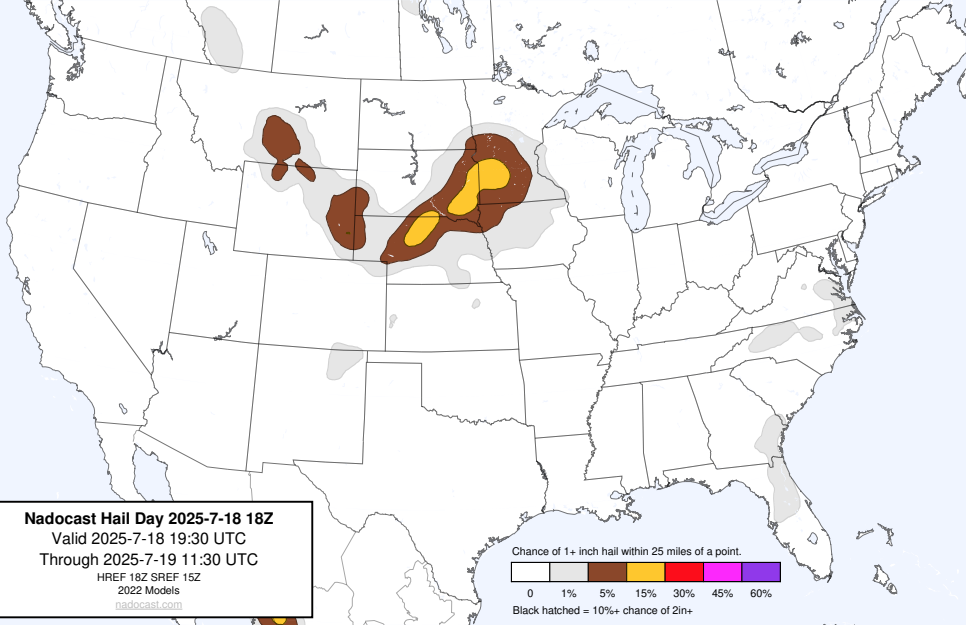 Nadocast Hail Day 2025-7-18 18Z
Valid 2025-7-18 19:30 UTC
Through 2025-7-19 11:30 UTC
HREF 18Z SREF 15Z
2022 Models
nadocast.com
Chance of 1+ inch hail within 25 miles of a point.
0 1% 5% 15% 30% 45% 60%
Black hatched = 10%+ chance of 2in+